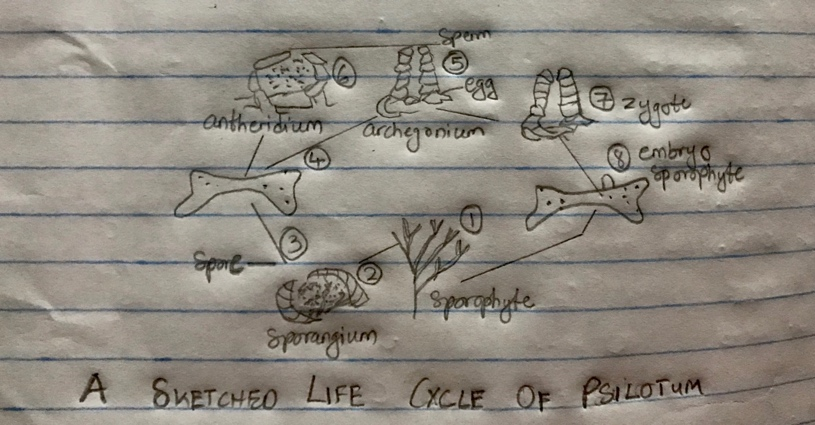 Sperm
⑥
⑤
egg
antheridium
archegonium
⑦ zygote
④
⑧ embryo
sporophyte
③
Spore
②
①
Sporophyte
Sporangium
A SKETCHED LIFE CYCLE OF PSILOTUM